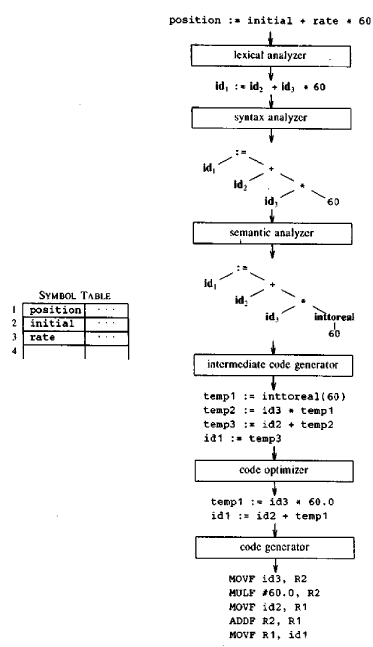 position := initial + rate * 60
lexical analyzer
id1 := id2 + id3 * 60
syntax analyzer
:=
id1 +
id2 *
id3 60
semantic analyzer
:=
id1 +
id2 *
id3 inttoreal
60
SYMBOL TABLE
1 position ...
2 initial ...
3 rate ...
4
intermediate code generator
temp1 := inttoreal(60)
temp2 := id3 * temp1
temp3 := id2 + temp2
id1 := temp3
code optimizer
temp1 := id3 * 60.0
id1 := id2 + temp1
code generator
MOVF id3, R2
MULF #60.0, R2
MOVF id2, R1
ADDF R2, R1
MOVF R1, id1